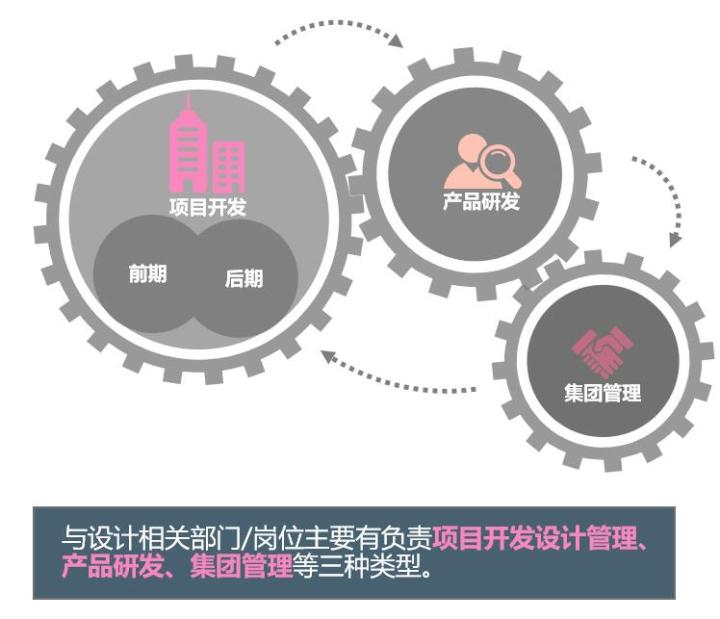 项目开发
前期
后期
产品研发
集团管理
与设计相关部门/岗位主要有负责项目开发设计管理、
产品研发、集团管理等三种类型。